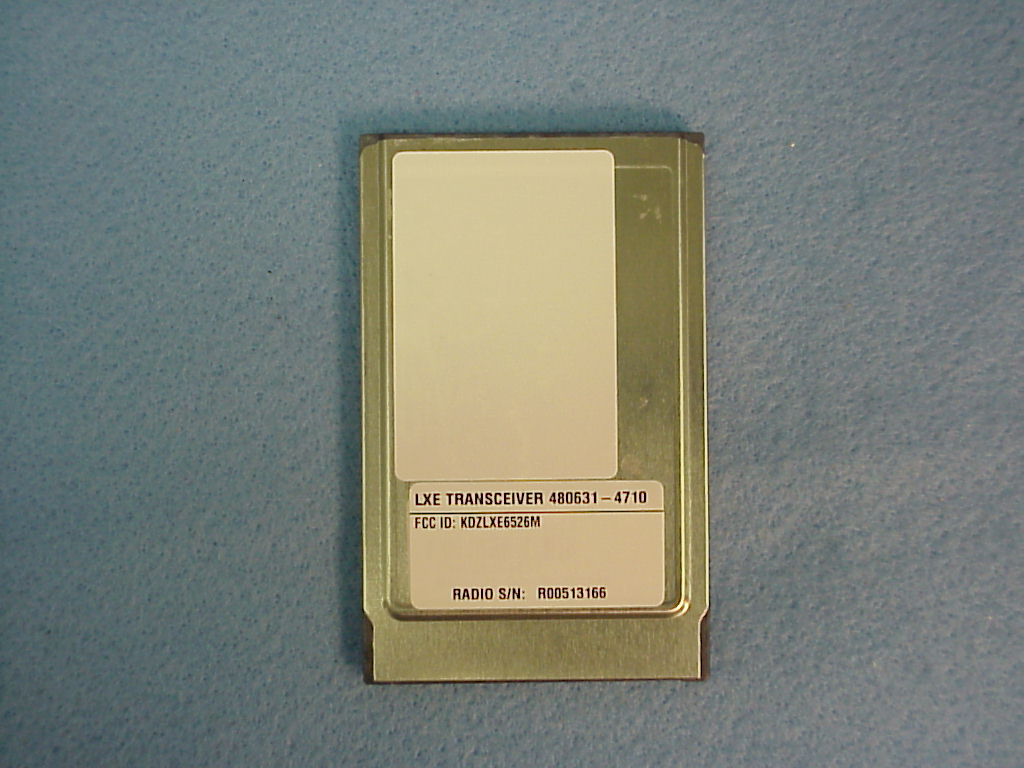 LXE TRANSCEIVER 480631-4710
FCC ID: KDZLXE6526M
RADIO S/N: R00513166